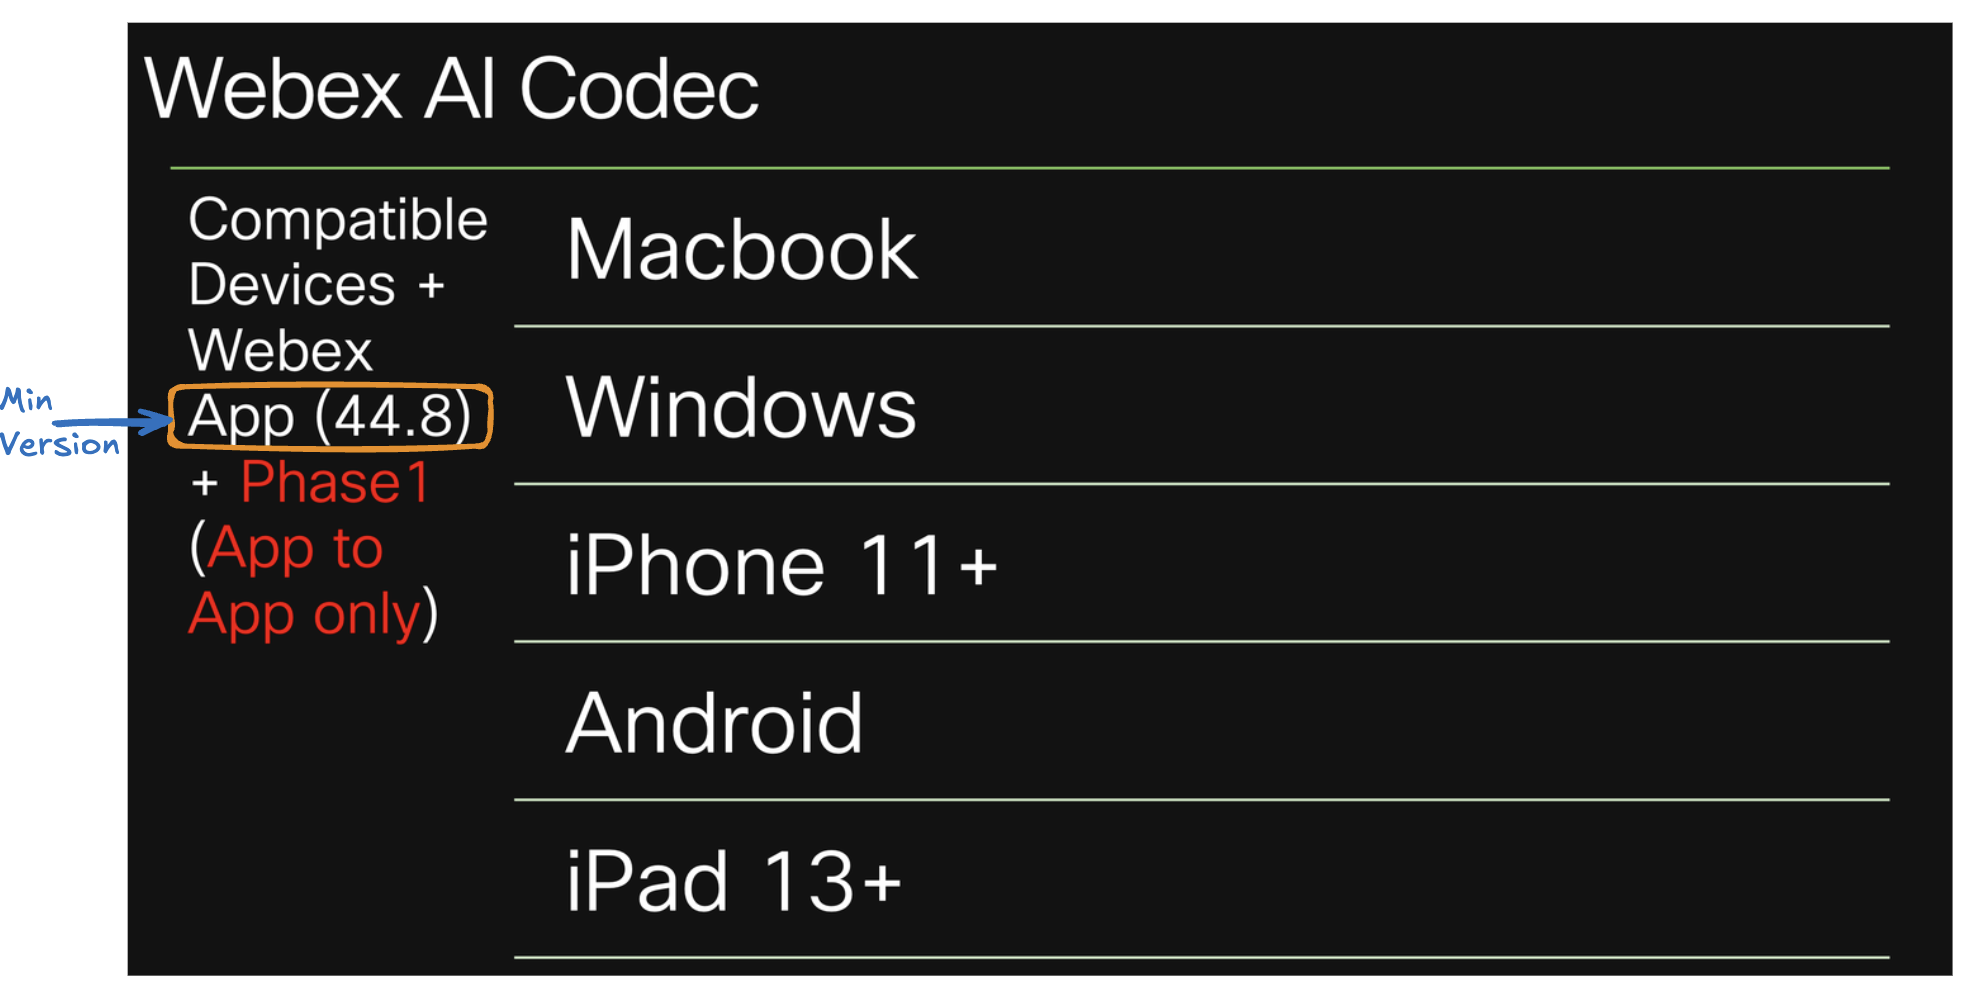 Webex AI Codec
Compatible
Devices +
Webex
App (44.8)
+ Phase1
(App to
App only)
Min
Version
Macbook
Windows
iPhone 11+
Android
iPad 13+